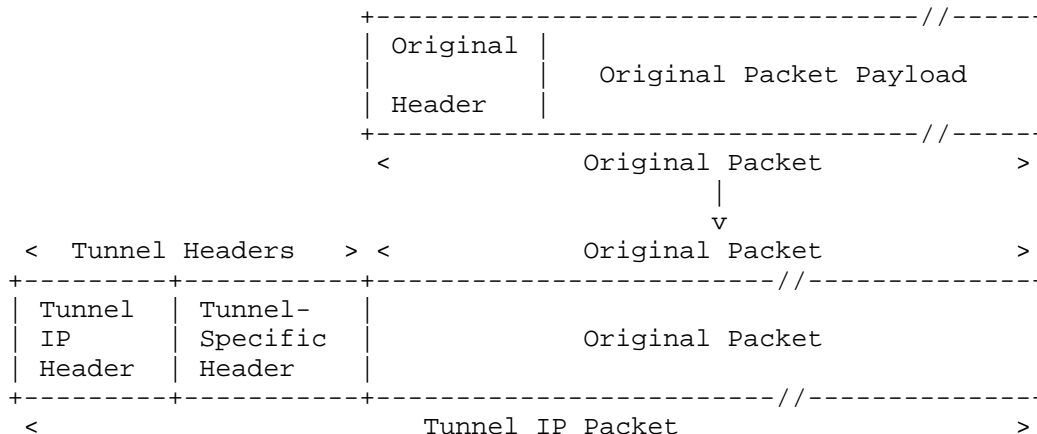 +----------------------------------//-----
| Original |
|          |   Original Packet Payload
| Header   |
+----------------------------------//-----
<            Original Packet            >
|
v
<  Tunnel Headers  > <            Original Packet            >
+---------+-----------+-------------------------//--------------
| Tunnel  | Tunnel-   |
| IP      | Specific  |             Original Packet
| Header  | Header    |
+---------+-----------+-------------------------//--------------
<                        Tunnel IP Packet                     >